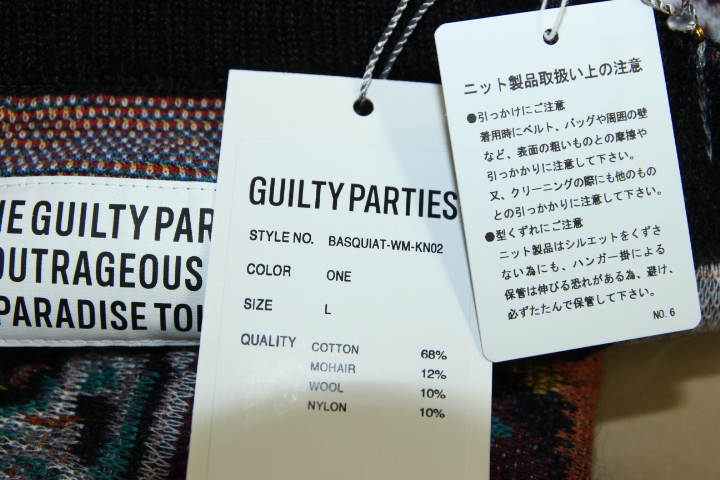 HE GUILTY PAR
OUTRAGEOUS
PARADISE TO
GUILTY PARTIES
STYLE NO. BASQUIAT-WM-KN02
COLOR ONE
SIZE L
QUALITY COTTON 68%
MOHAIR 12%
WOOL 10%
NYLON 10%
ニット製品取扱い上の注意
●引っかけにご注意
着用時にベルト、バッグや周囲の壁
など、表面の粗いものとの摩擦や
引っかかりに注意して下さい。
又、クリーニングの際にも他のもの
との引っかかりに注意して下さい。
●型くずれにご注意
ニット製品はシルエットをくずさ
ない為にも、ハンガー掛による
保管は伸びる恐れがある為、避け、
必ずたたんで保管して下さい。
NO. 6